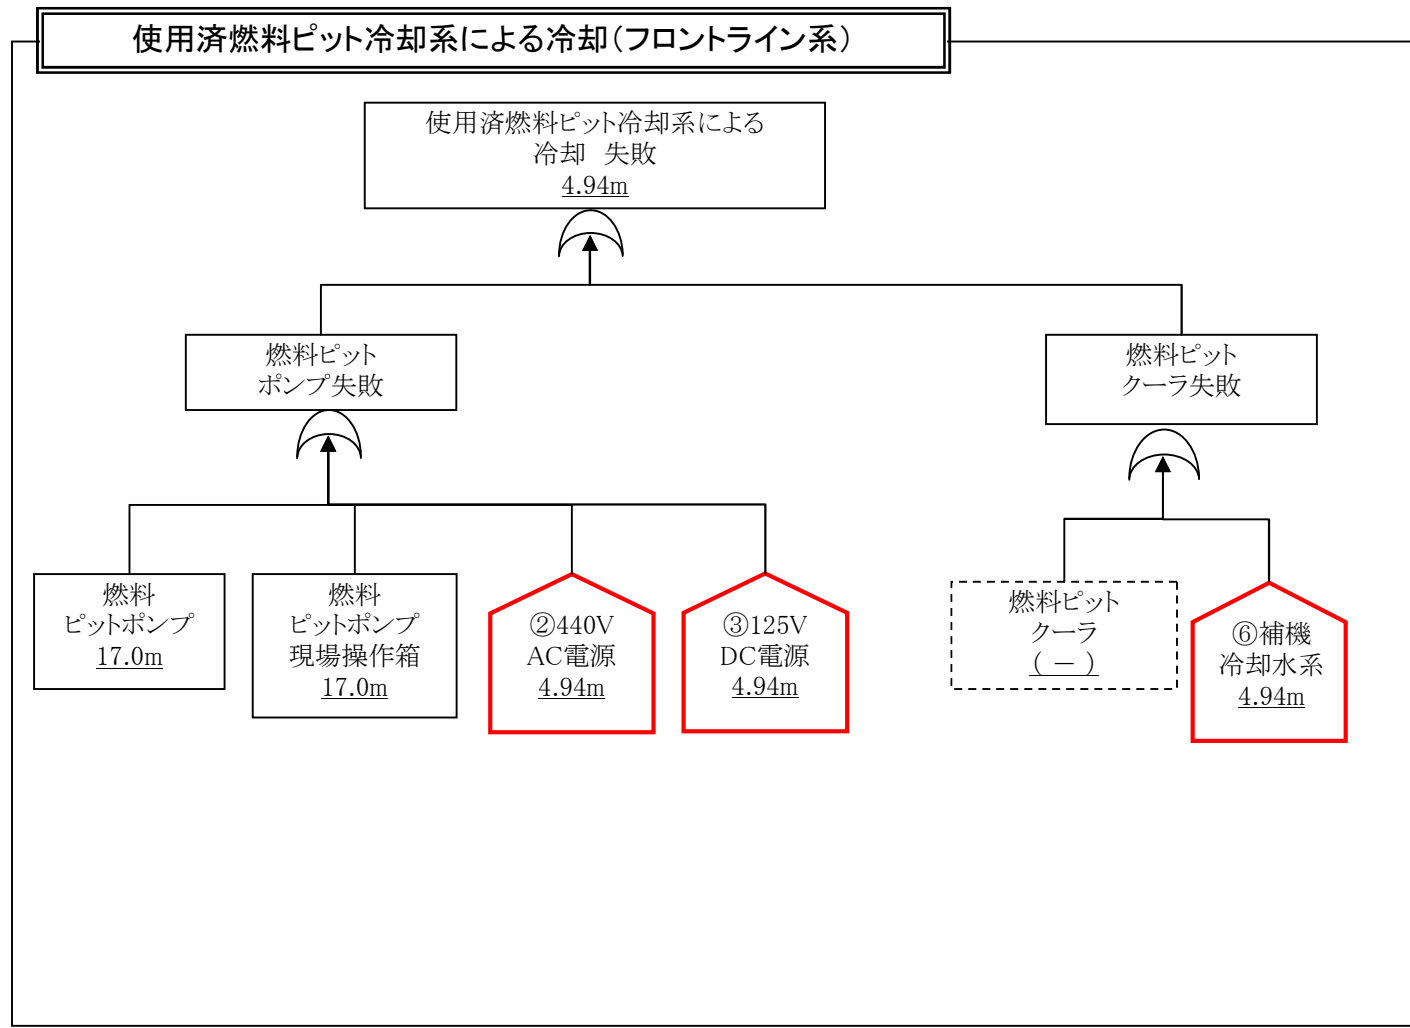 使用済燃料ピット冷却系による冷却（フロントライン系）
使用済燃料ピット冷却系による
冷却　失敗
4.94m
燃料ピット
ポンプ失敗
燃料ピット
クーラ失敗
燃料
ピットポンプ
17.0m
燃料
ピットポンプ
現場操作箱
17.0m
②440V
AC電源
4.94m
③125V
DC電源
4.94m
燃料ピット
クーラ
（ － ）
⑥補機
冷却水系
4.94m